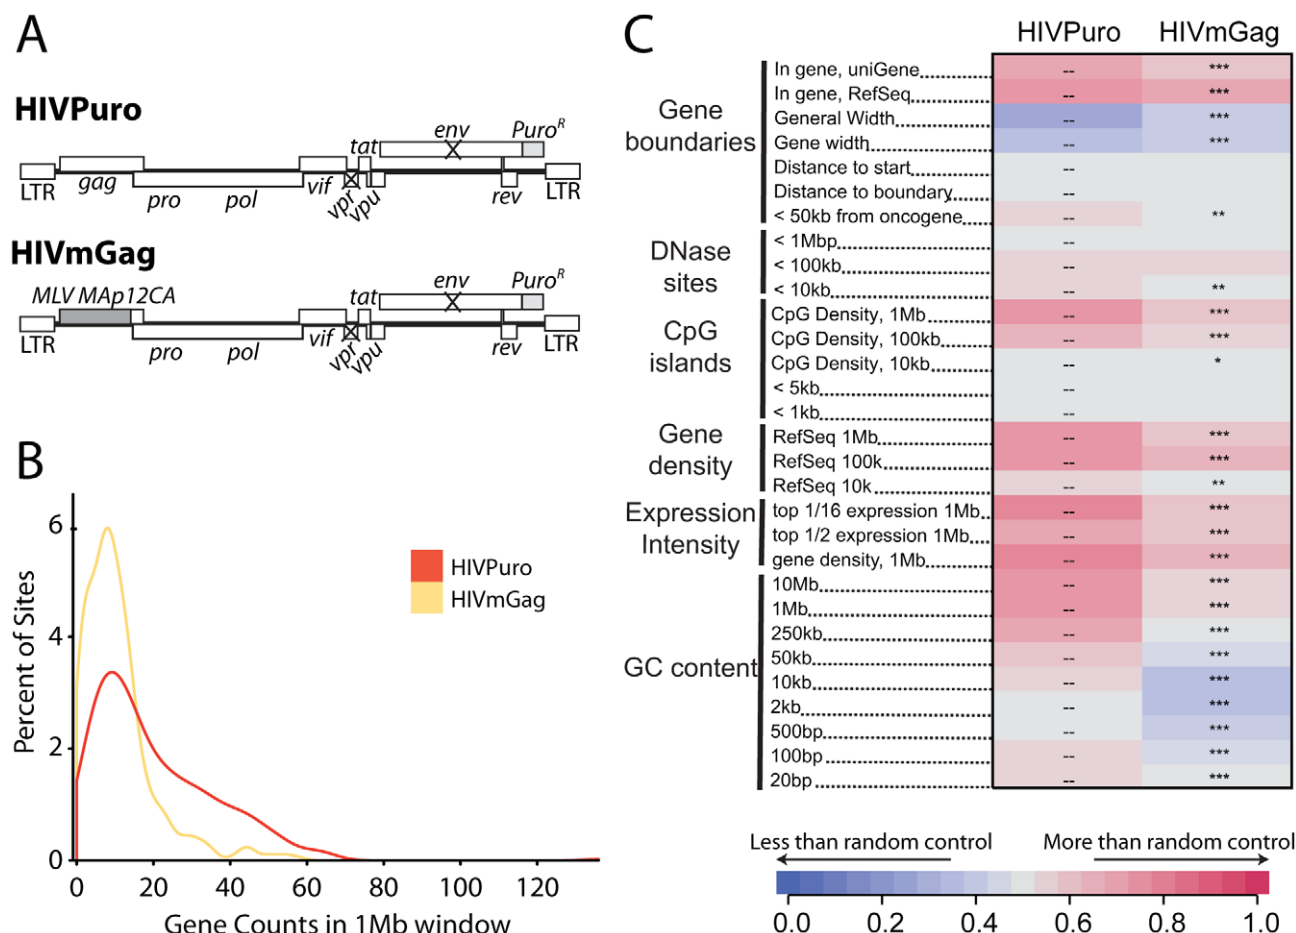 A
HIVPuro
LTR gag pro pol vif vpr vpu tat env rev Puro^R LTR
HIVmGag
MLV MAp12CA
LTR pro pol vif vpr vpu tat env rev Puro^R LTR
B
Percent of Sites
6
4
2
0
0 20 40 60 80 100 120
Gene Counts in 1Mb window
HIVPuro
HIVmGag
C
HIVPuro HIVmGag
Gene boundaries
In gene, uniGene -- ***
In gene, RefSeq -- ***
General Width -- ***
Gene width -- ***
Distance to start --
Distance to boundary --
< 50kb from oncogene -- **
DNase sites
< 1Mbp --
< 100kb --
< 10kb -- **
CpG islands
CpG Density, 1Mb -- ***
CpG Density, 100kb -- ***
CpG Density, 10kb -- *
< 5kb --
< 1kb --
Gene density
RefSeq 1Mb -- ***
RefSeq 100k -- ***
RefSeq 10k -- **
Expression Intensity
top 1/16 expression 1Mb -- ***
top 1/2 expression 1Mb -- ***
gene density, 1Mb -- ***
GC content
10Mb -- ***
1Mb -- ***
250kb -- ***
50kb -- ***
10kb -- ***
2kb -- ***
500bp -- ***
100bp -- ***
20bp -- ***
Less than random control
More than random control
0.0 0.2 0.4 0.6 0.8 1.0